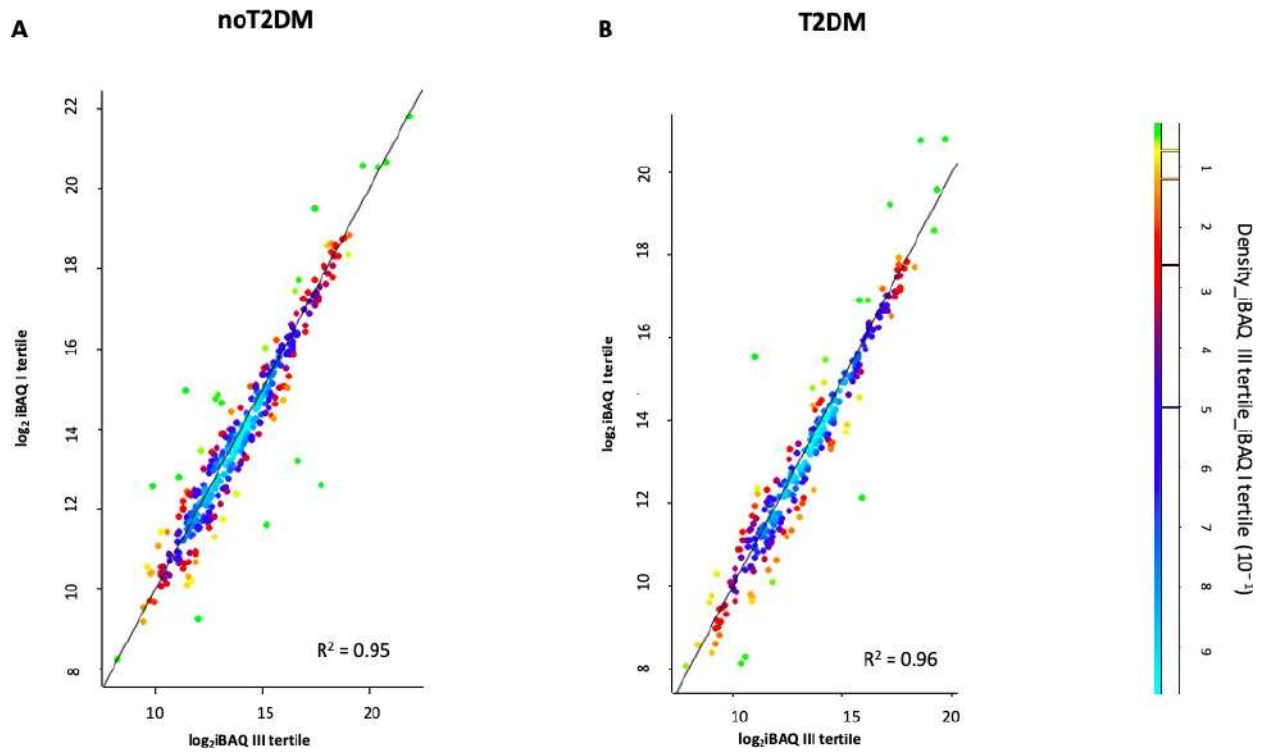 A
noT2DM
B
T2DM
22
20
18
16
14
12
10
8
log₂ iBAQ I tertile
R² = 0.95
10
15
20
log₂iBAQ III tertile
20
18
16
14
12
10
8
log₂iBAQ I tertile
R² = 0.96
10
15
20
log₂iBAQ III tertile
1
2
3
4
5
6
7
8
9
Density_iBAQ III tertile_iBAQ I tertile (10⁻¹)